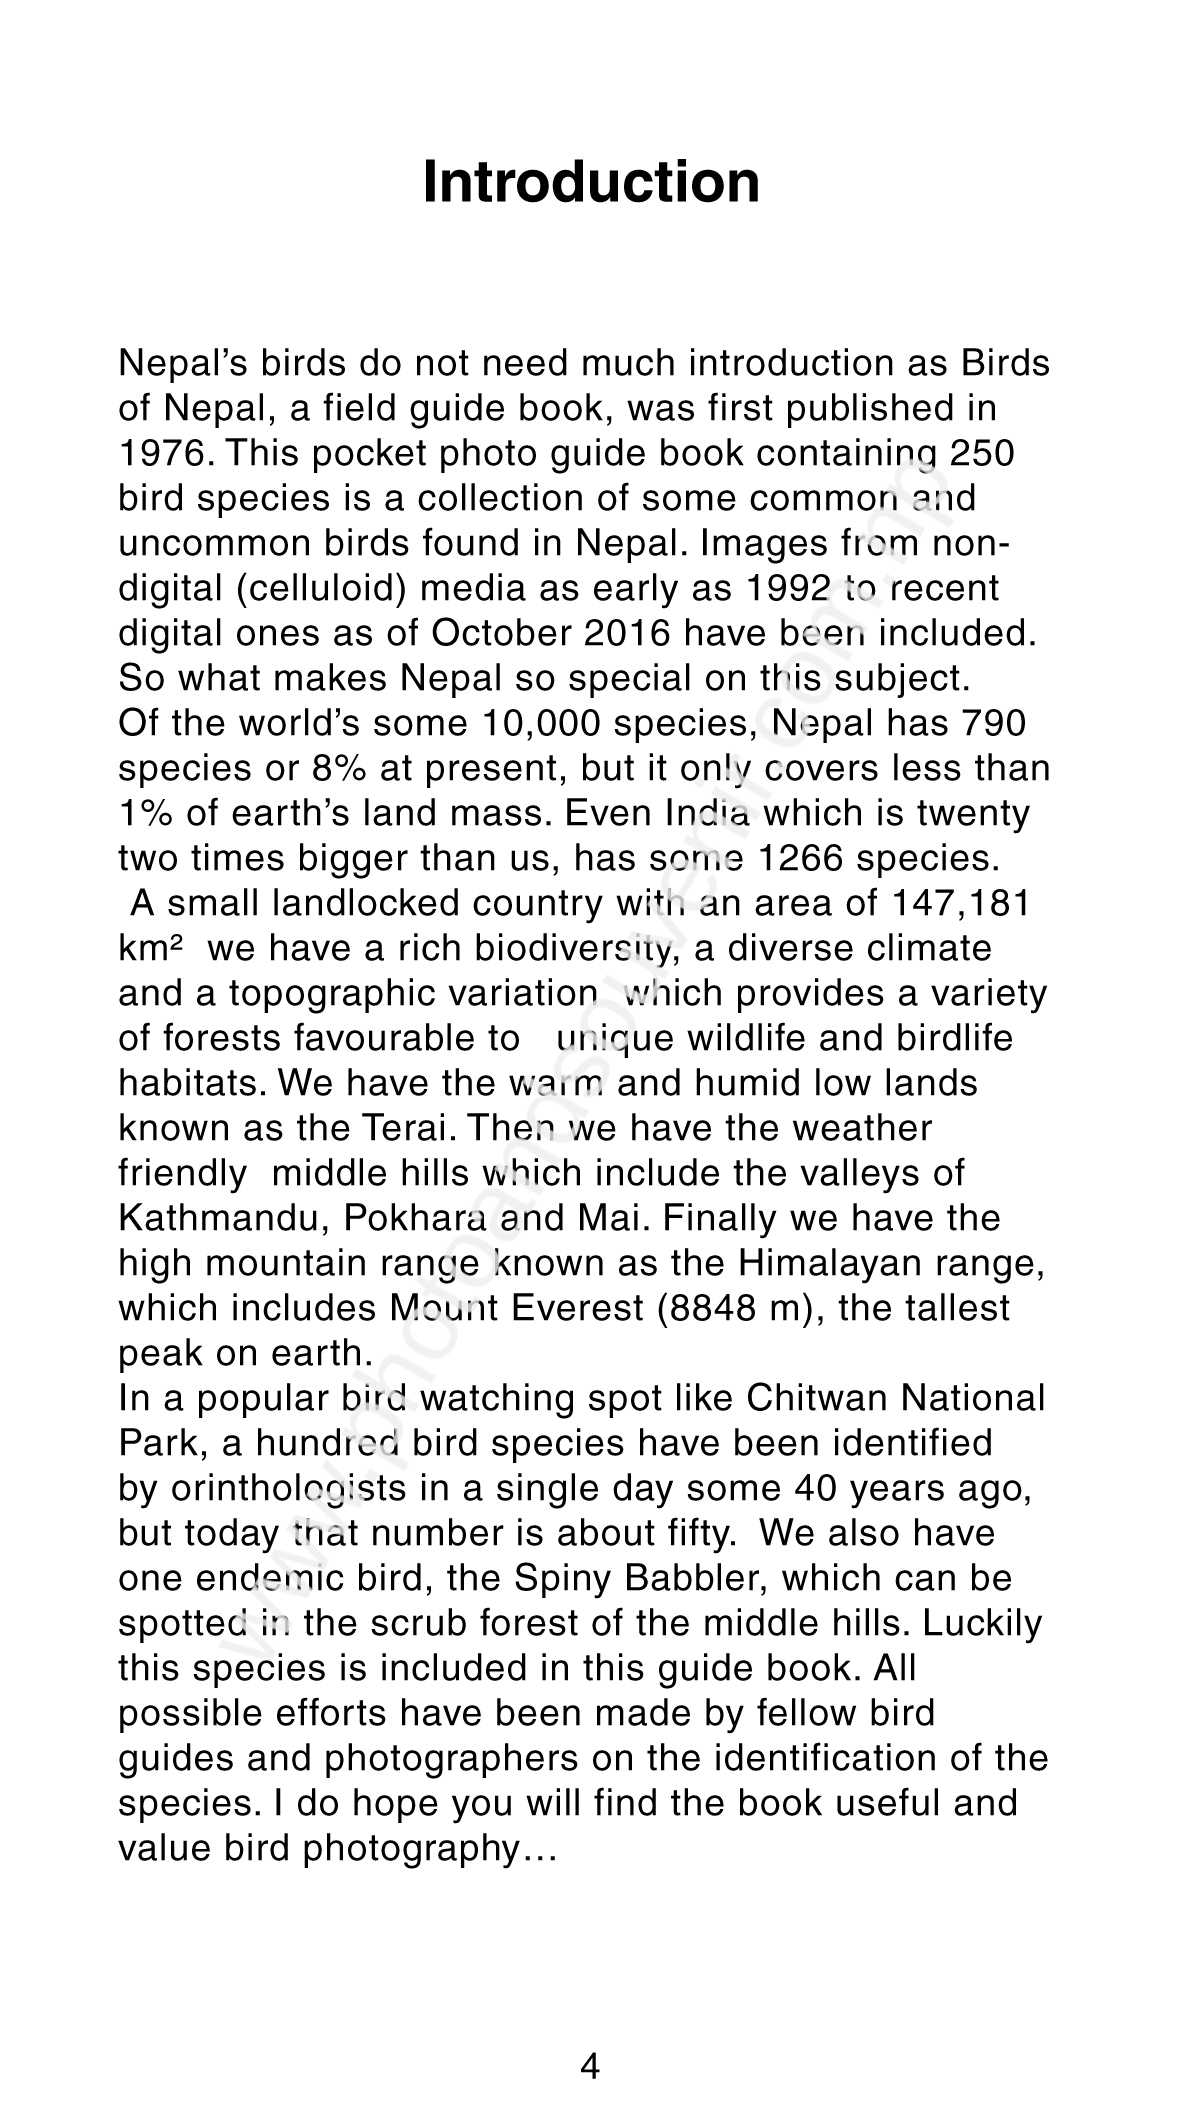 Introduction
Nepal’s birds do not need much introduction as Birds
of Nepal, a field guide book, was first published in
1976. This pocket photo guide book containing 250
bird species is a collection of some common and
uncommon birds found in Nepal. Images from non-
digital (celluloid) media as early as 1992 to recent
digital ones as of October 2016 have been included.
So what makes Nepal so special on this subject.
Of the world’s some 10,000 species, Nepal has 790
species or 8% at present, but it only covers less than
1% of earth’s land mass. Even India which is twenty
two times bigger than us, has some 1266 species.
A small landlocked country with an area of 147,181
km²  we have a rich biodiversity, a diverse climate
and a topographic variation  which provides a variety
of forests favourable to   unique wildlife and birdlife
habitats. We have the warm and humid low lands
known as the Terai. Then we have the weather
friendly  middle hills which include the valleys of
Kathmandu, Pokhara and Mai. Finally we have the
high mountain range known as the Himalayan range,
which includes Mount Everest (8848 m), the tallest
peak on earth.
In a popular bird watching spot like Chitwan National
Park, a hundred bird species have been identified
by orinthologists in a single day some 40 years ago,
but today that number is about fifty.  We also have
one endemic bird, the Spiny Babbler, which can be
spotted in the scrub forest of the middle hills. Luckily
this species is included in this guide book. All
possible efforts have been made by fellow bird
guides and photographers on the identification of the
species. I do hope you will find the book useful and
value bird photography…
www.photoandsouvenir.com.np
4